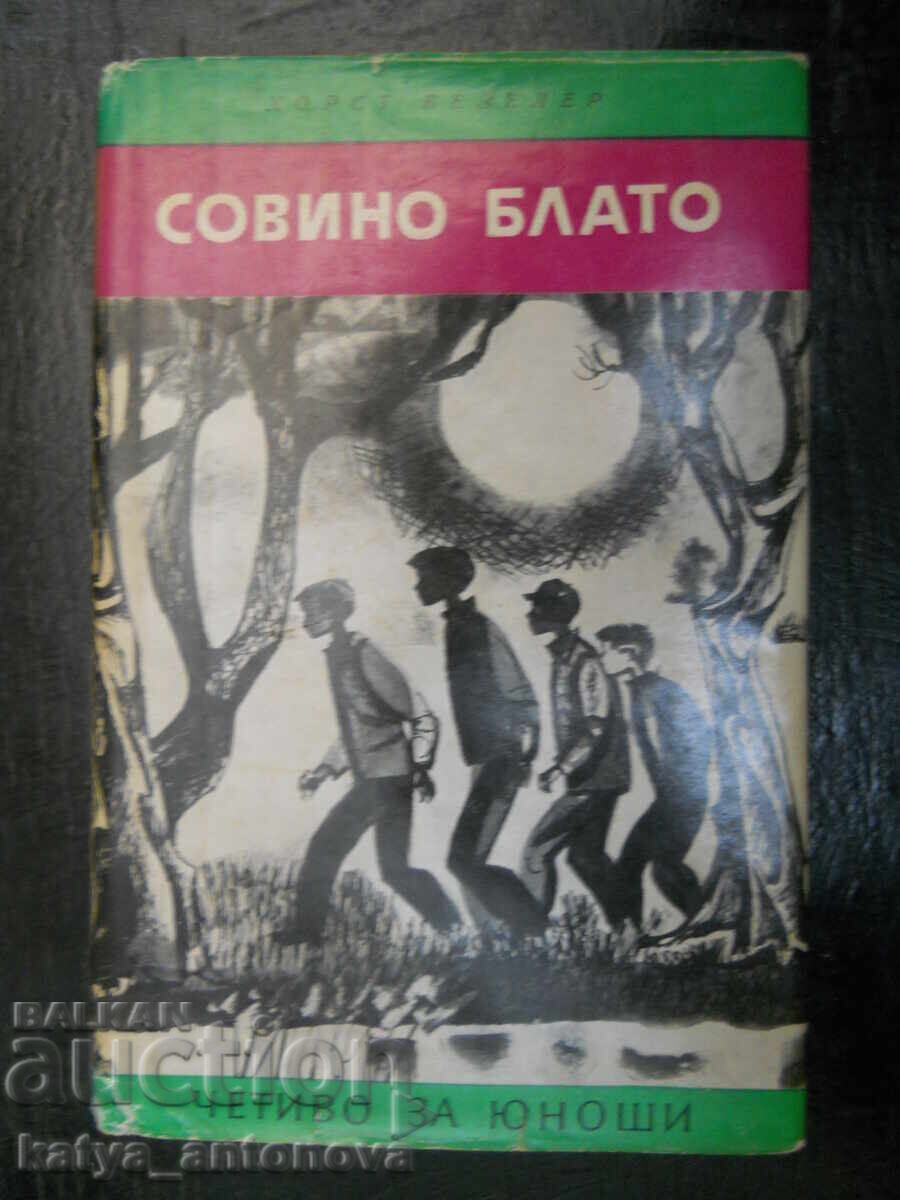 ХОРСТ БЕЗЕЛЕР
СОВИНО БЛАТО
ЧЕТИВО ЗА ЮНОШИ
BALKAN
auction
katya_antonova